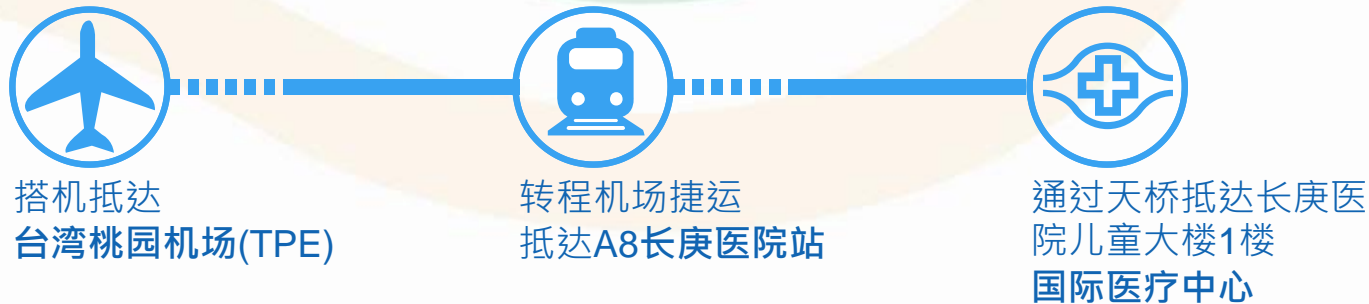 搭机抵达
台湾桃园机场(TPE)
转程机场捷运
抵达A8长庚医院站
通过天桥抵达长庚医
院儿童大楼1楼
国际医疗中心